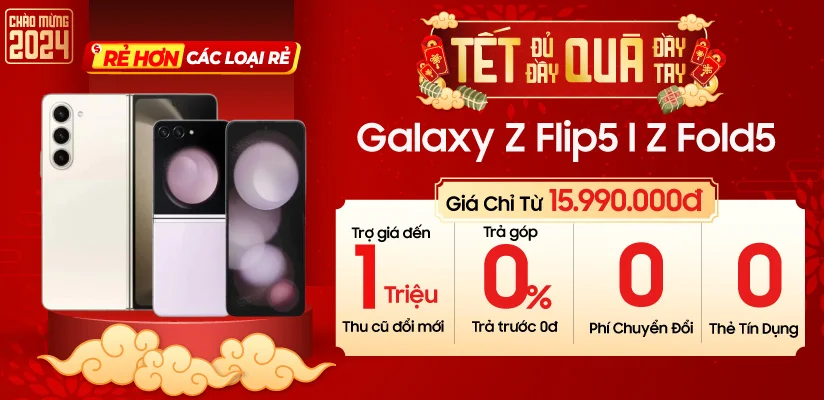 CHÀO MỪNG
2024
$ RẺ HƠN CÁC LOẠI RẺ
TẾT ĐỦ ĐẦY QUÀ ĐẦY TAY
Galaxy Z Flip5 | Z Fold5
Giá Chỉ Từ 15.990.000đ
Trợ giá đến
1 Triệu
Thu cũ đổi mới
Trả góp
0%
Trả trước 0đ
0
Phí Chuyển Đổi
0
Thẻ Tín Dụng